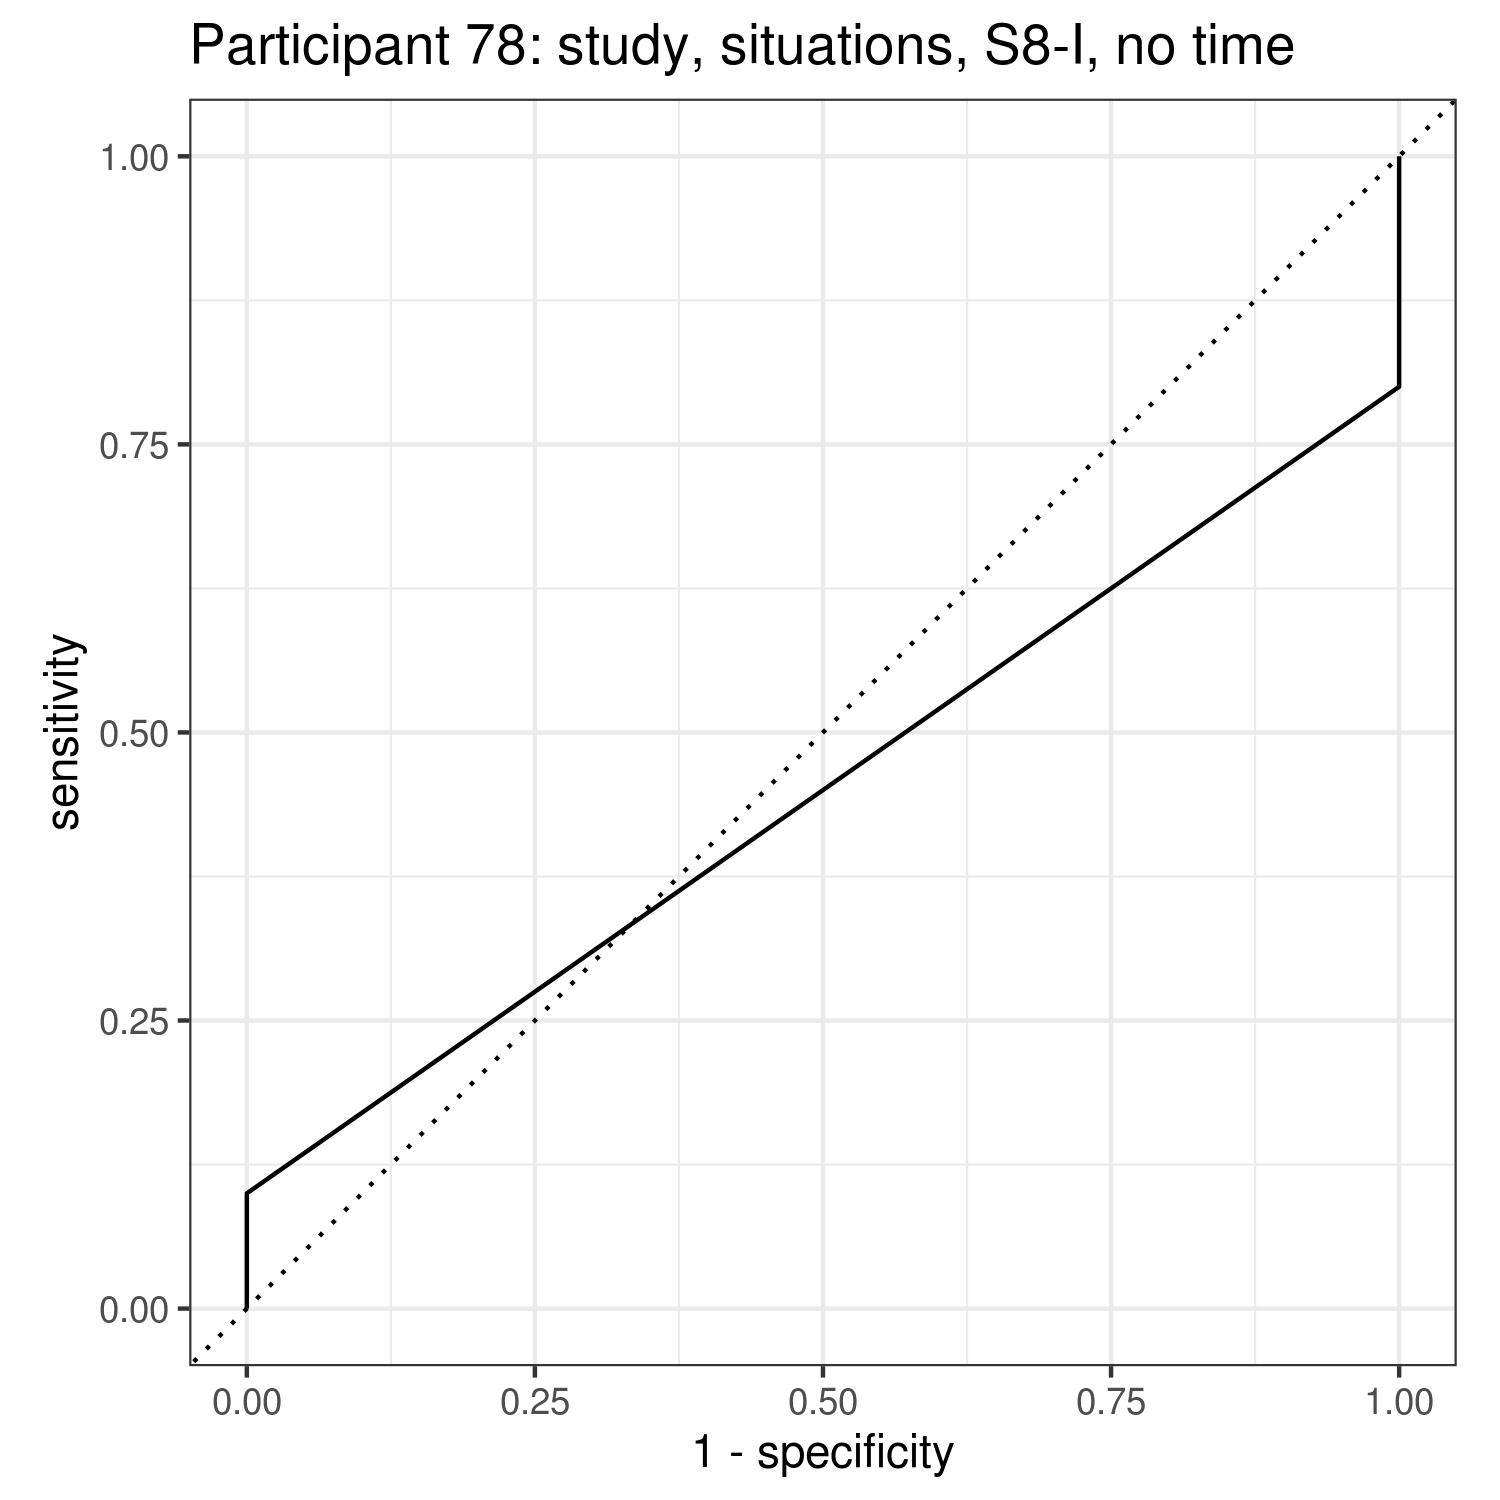 Participant 78: study, situations, S8-I, no time
1.00
0.75
0.50
0.25
0.00
sensitivity
0.00 0.25 0.50 0.75 1.00
1 - specificity